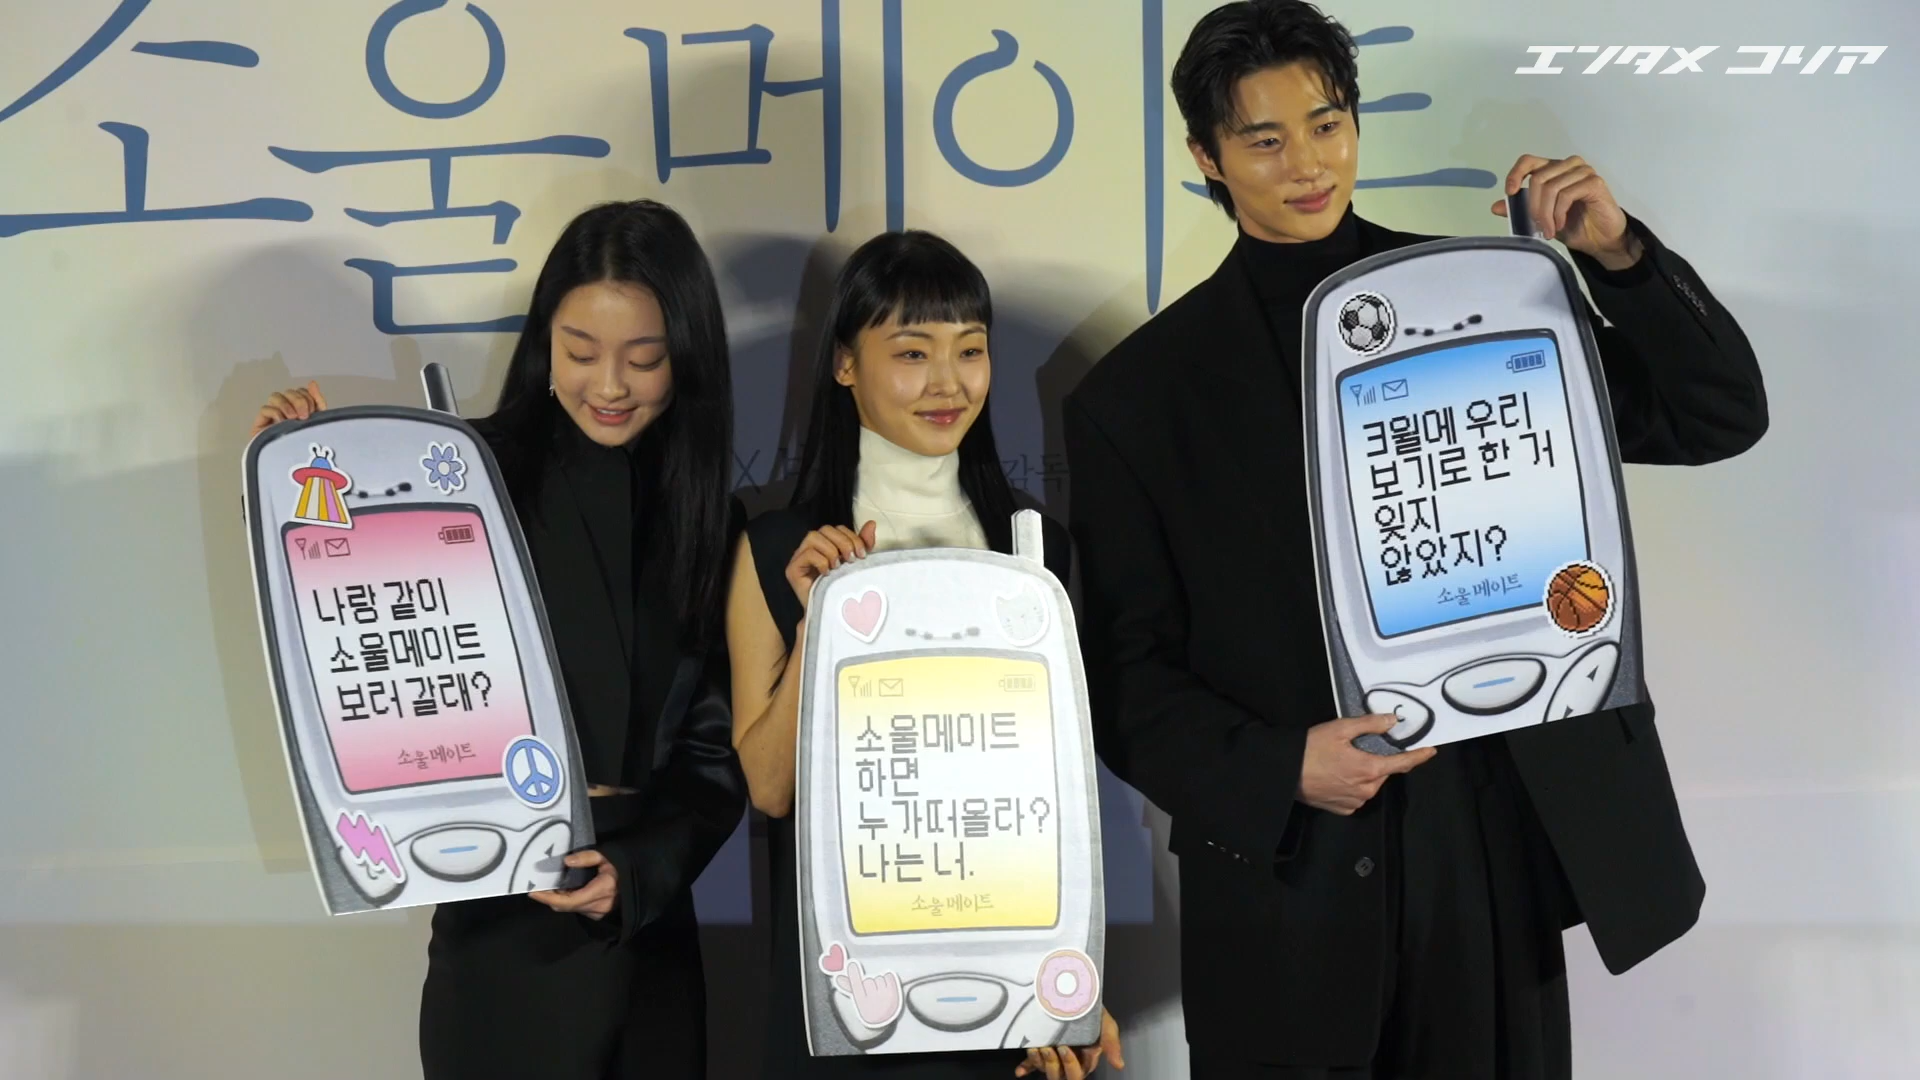 エンタメ コリア
소울메이트
감독
나랑 같이
소울메이트
보러 갈래?
소울메이트
소울메이트
하면
누가떠올라?
나는 너.
소울메이트
3월에 우리
보기로 한 거
잊지
않았지?
소울메이트
C